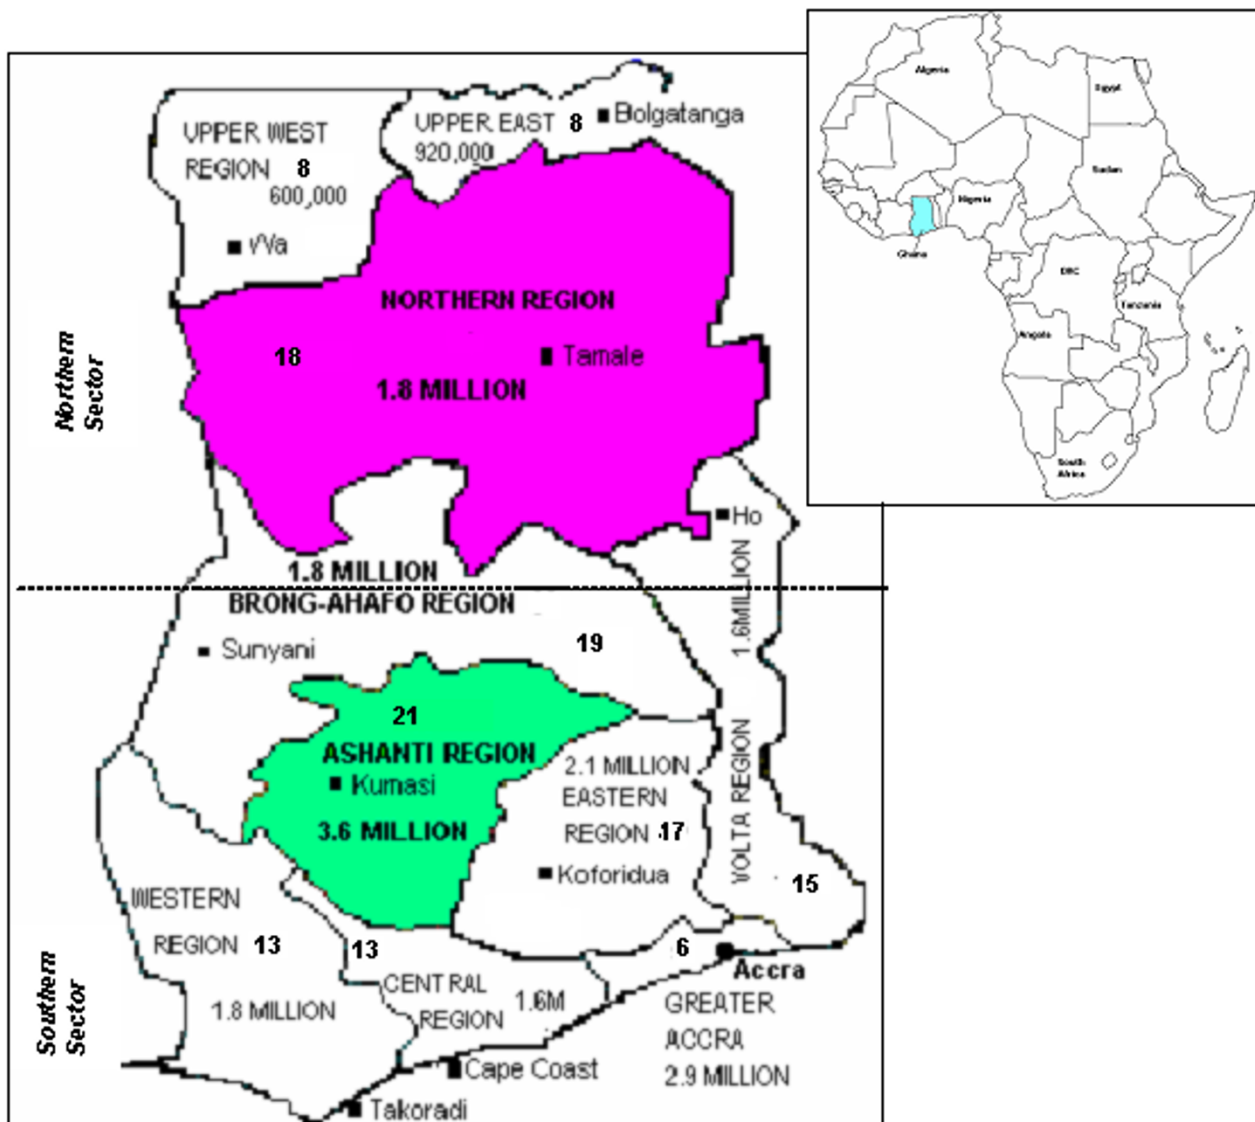 UPPER WEST
REGION 8
600,000
Wa
UPPER EAST 8
920,000
Bolgatanga
NORTHERN REGION
18
Tamale
1.8 MILLION
Northern
Sector
Ho
1.8 MILLION
BRONG-AHAFO REGION
Sunyani
19
1.6MILLION
VOLTA REGION
15
21
ASHANTI REGION
Kumasi
3.6 MILLION
2.1 MILLION
EASTERN
REGION 17
Koforidua
WESTERN
REGION 13
1.8 MILLION
13
CENTRAL
REGION
1.6M
6
Accra
GREATER
ACCRA
2.9 MILLION
Cape Coast
Takoradi
Southern
Sector
Algeria
Egypt
Sudan
Nigeria
Ghana
DRC
Tanzania
Angola
South
Africa